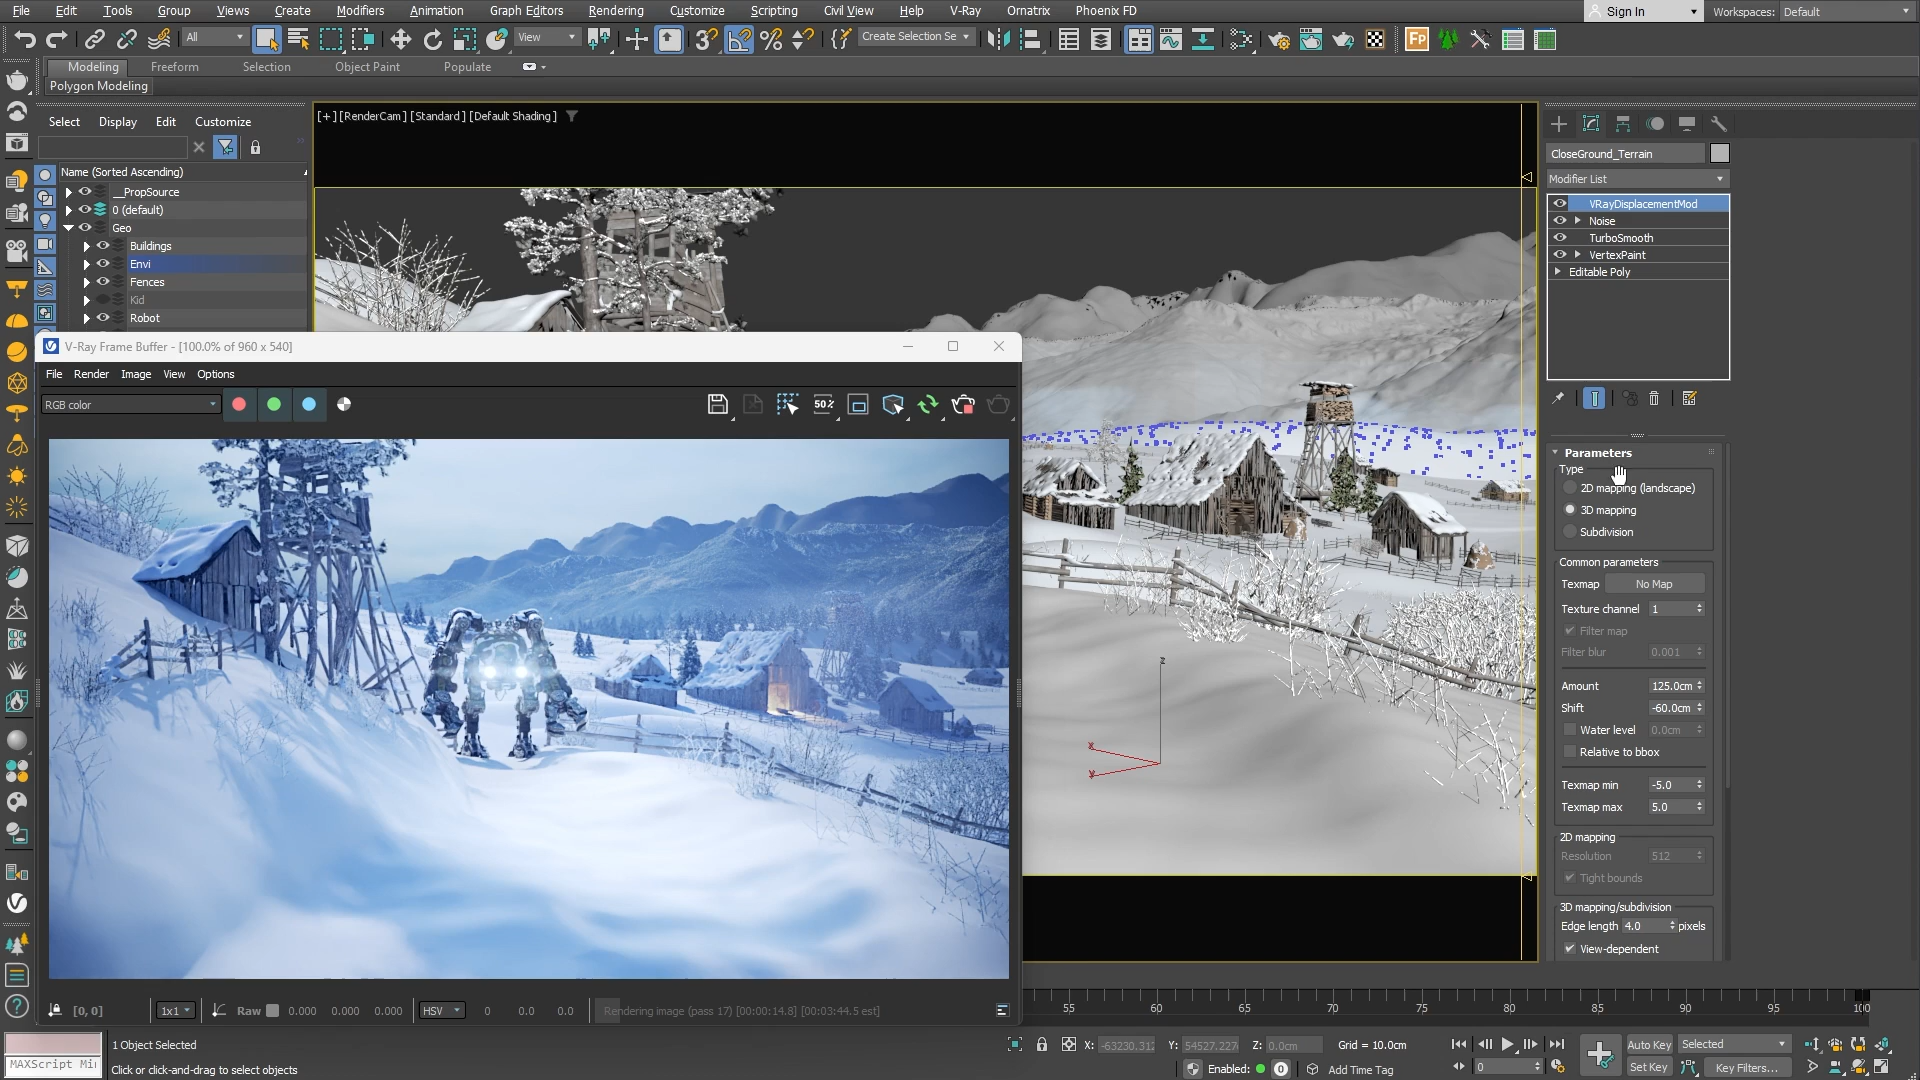 File Edit Tools Group Views Create Modifiers Animation Graph Editors Rendering Customize Scripting Civil View Help V-Ray Ornatrix Phoenix FD
Sign In
Workspaces: Default
All
View
Create Selection Se
Modeling Freeform Selection Object Paint Populate
Polygon Modeling
Select Display Edit Customize
Name (Sorted Ascending)
__PropSource
0 (default)
Geo
Buildings
Envi
Fences
Kid
Robot
[+] [RenderCam] [Standard] [Default Shading]
V-Ray Frame Buffer - [100.0% of 960 x 540]
File Render Image View Options
RGB color
50%
[0, 0]
1x1
Raw 0.000 0.000 0.000
HSV
0 0.0 0.0
Rendering image (pass 17) [00:00:14.8] [00:03:44.5 est]
z
x
y
CloseGround_Terrain
Modifier List
VRayDisplacementMod
Noise
TurboSmooth
VertexPaint
Editable Poly
Parameters
Type
2D mapping (landscape)
3D mapping
Subdivision
Common parameters
Texmap No Map
Texture channel 1
Filter map
Filter blur 0.001
Amount 125.0cm
Shift -60.0cm
Water level 0.0cm
Relative to bbox
Texmap min -5.0
Texmap max 5.0
2D mapping
Resolution 512
Tight bounds
3D mapping/subdivision
Edge length 4.0 pixels
View-dependent
55 60 65 70 75 80 85 90 95 100
MAXScript Mi
1 Object Selected
Click or click-and-drag to select objects
X: -63230.312 Y: 54527.227 Z: 0.0cm
Grid = 10.0cm
Enabled: 0
Add Time Tag
0
Auto Key
Selected
Set Key
Key Filters...